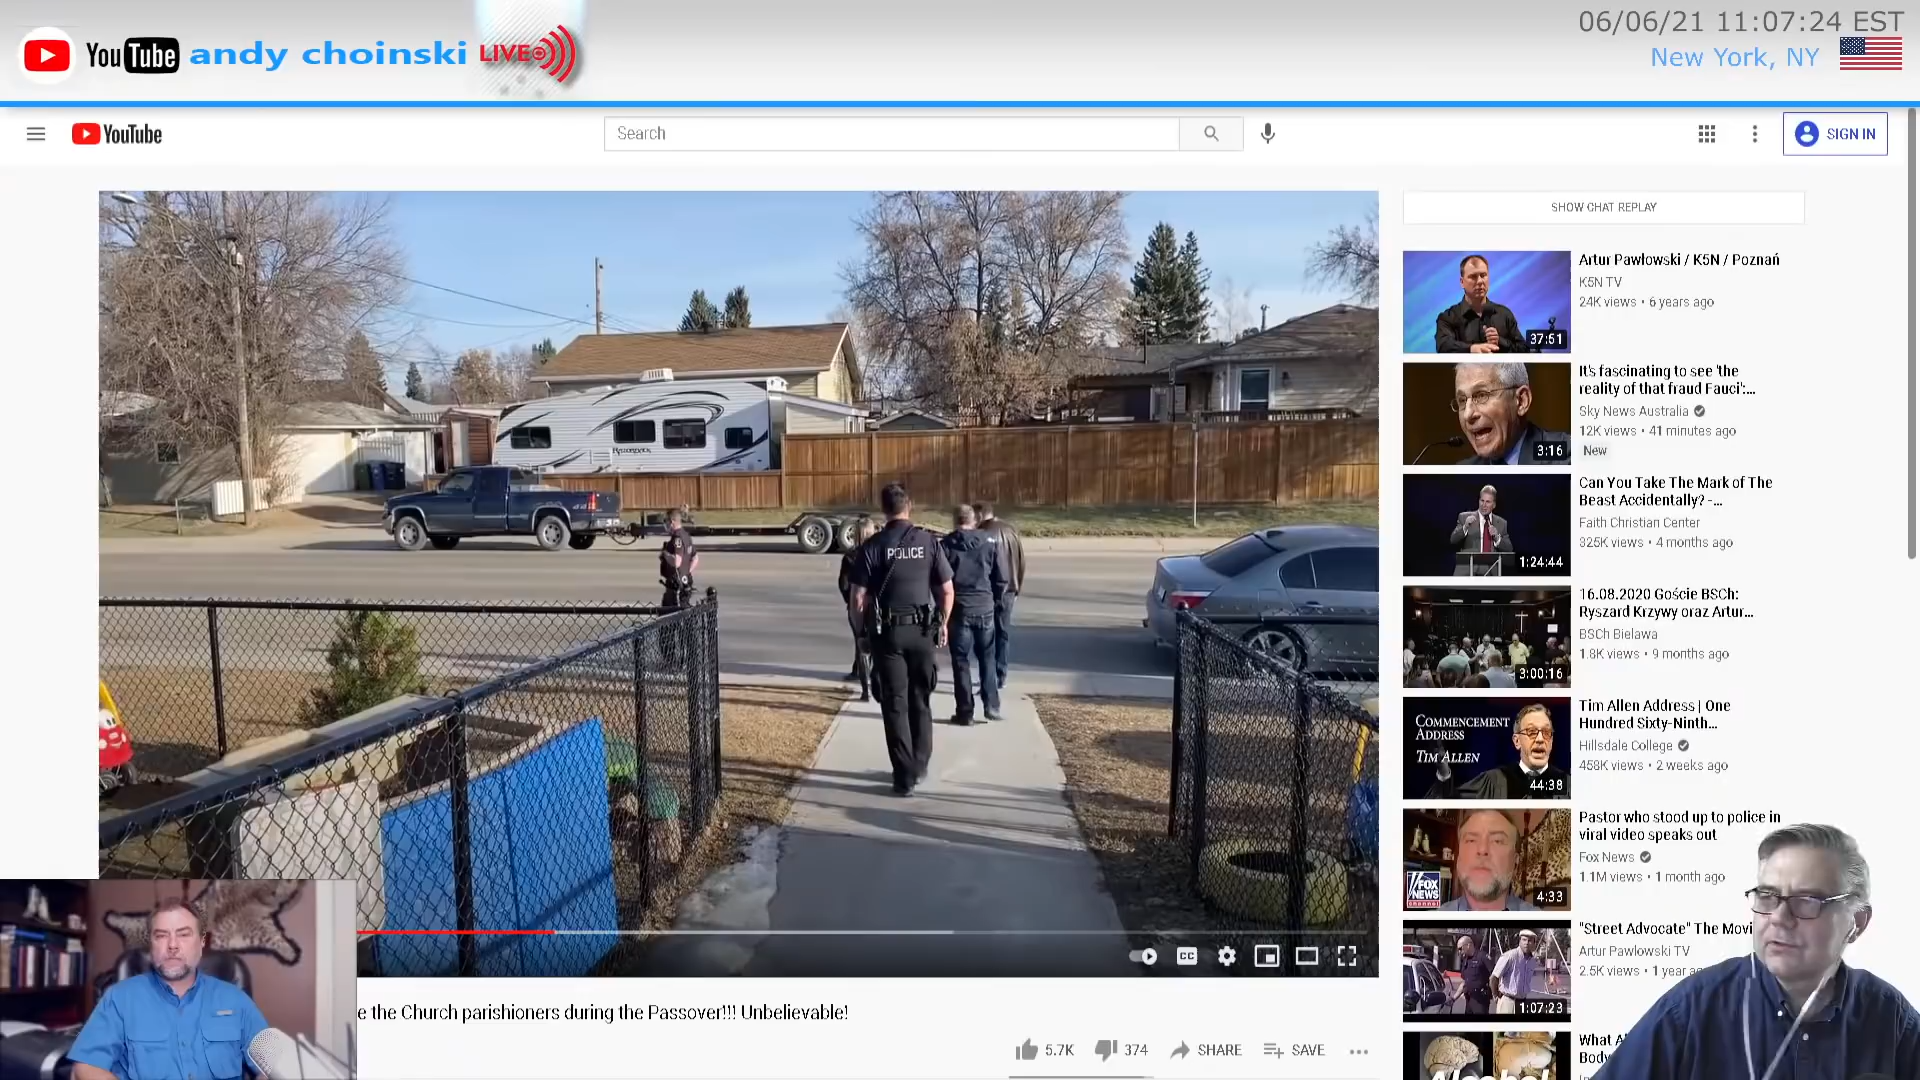 06/06/21 11:07:24 EST
YouTube andy choinski LIVE
New York, NY
YouTube
Search
SIGN IN
SHOW CHAT REPLAY
POLICE
Artur Pawlowski / K5N / Poznań
K5N TV
24K views • 6 years ago
37:51
It's fascinating to see 'the
reality of that fraud Fauci':...
Sky News Australia
12K views • 41 minutes ago
New
3:16
Can You Take The Mark of The
Beast Accidentally? -...
Faith Christian Center
325K views • 4 months ago
1:24:44
16.08.2020 Goście BSCh:
Ryszard Krzywy oraz Artur...
BSCh Bielawa
1.8K views • 9 months ago
3:00:16
COMMENCEMENT
ADDRESS
TIM ALLEN
44:38
Tim Allen Address | One
Hundred Sixty-Ninth...
Hillsdale College
458K views • 2 weeks ago
Pastor who stood up to police in
viral video speaks out
Fox News
1.1M views • 1 month ago
FOX
NEWS
channel
4:33
"Street Advocate" The Movi
Artur Pawlowski TV
2.5K views • 1 year ag
1:07:23
What A
Body
CC
e the Church parishioners during the Passover!!! Unbelievable!
5.7K 374 SHARE SAVE